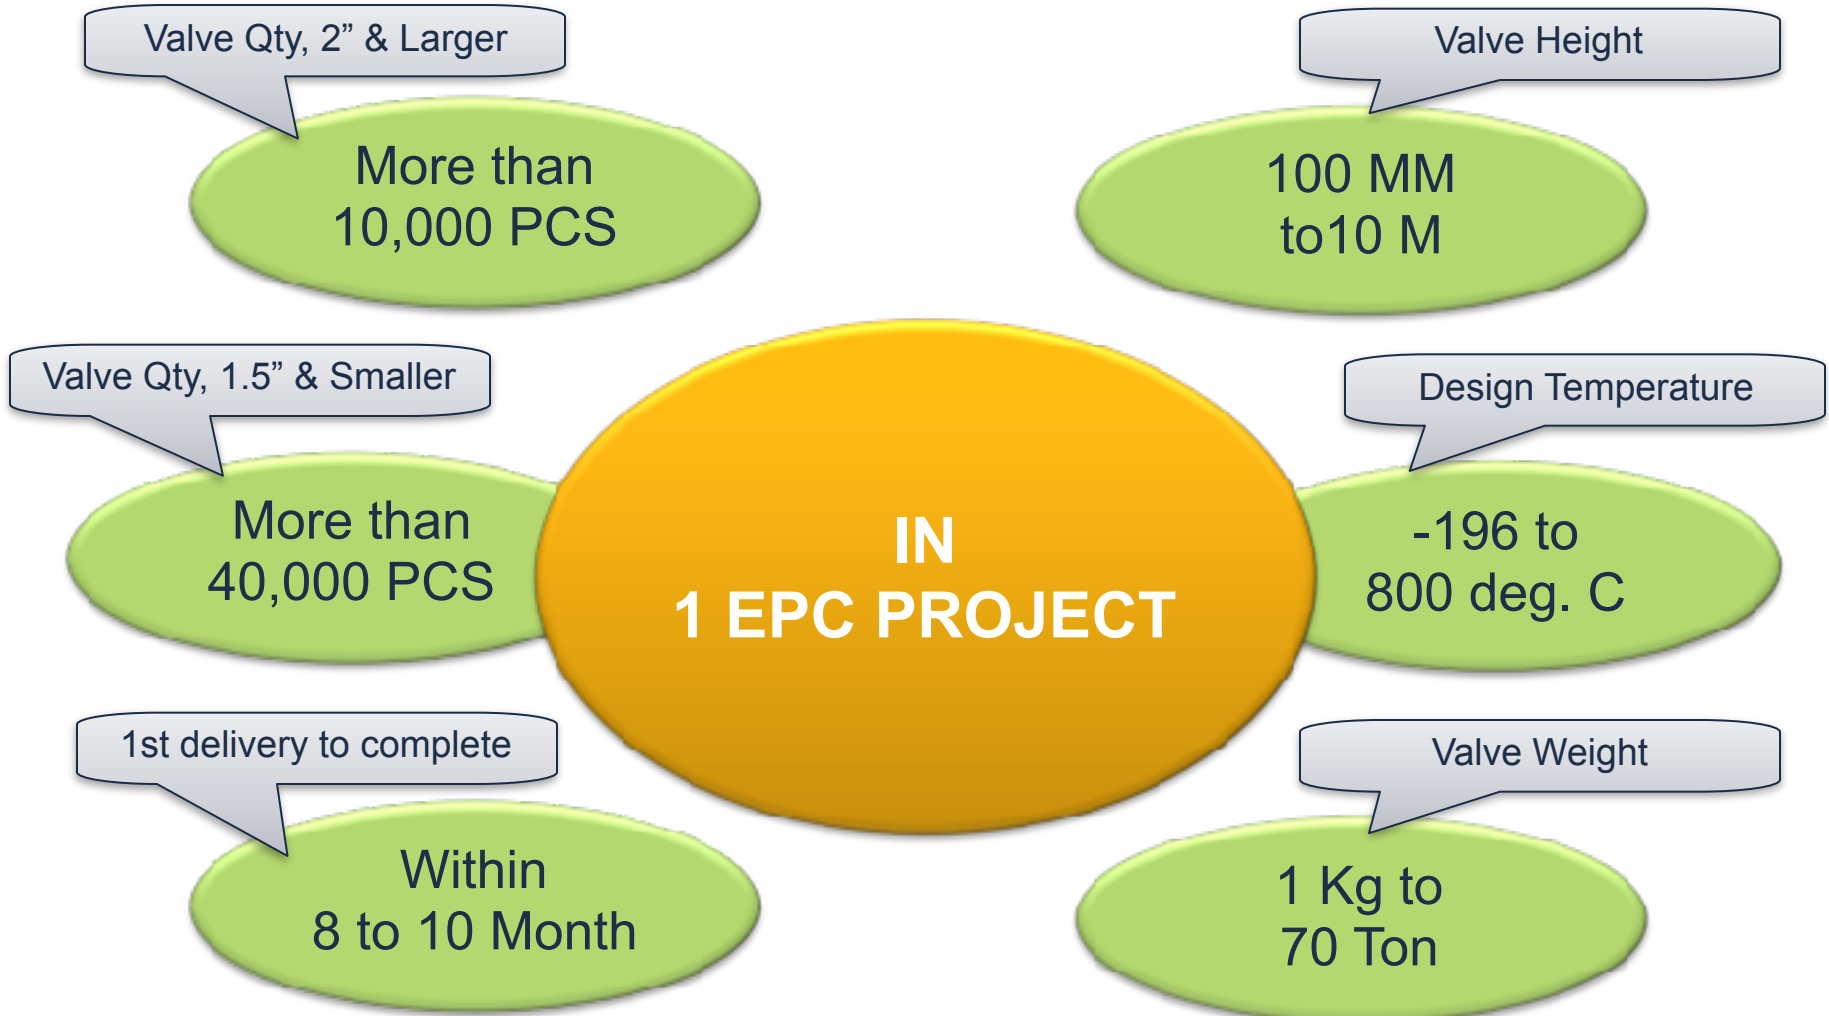 Valve Qty, 2” & Larger
More than
10,000 PCS
Valve Height
100 MM
to10 M
Valve Qty, 1.5” & Smaller
More than
40,000 PCS
IN
1 EPC PROJECT
Design Temperature
-196 to
800 deg. C
1st delivery to complete
Within
8 to 10 Month
Valve Weight
1 Kg to
70 Ton